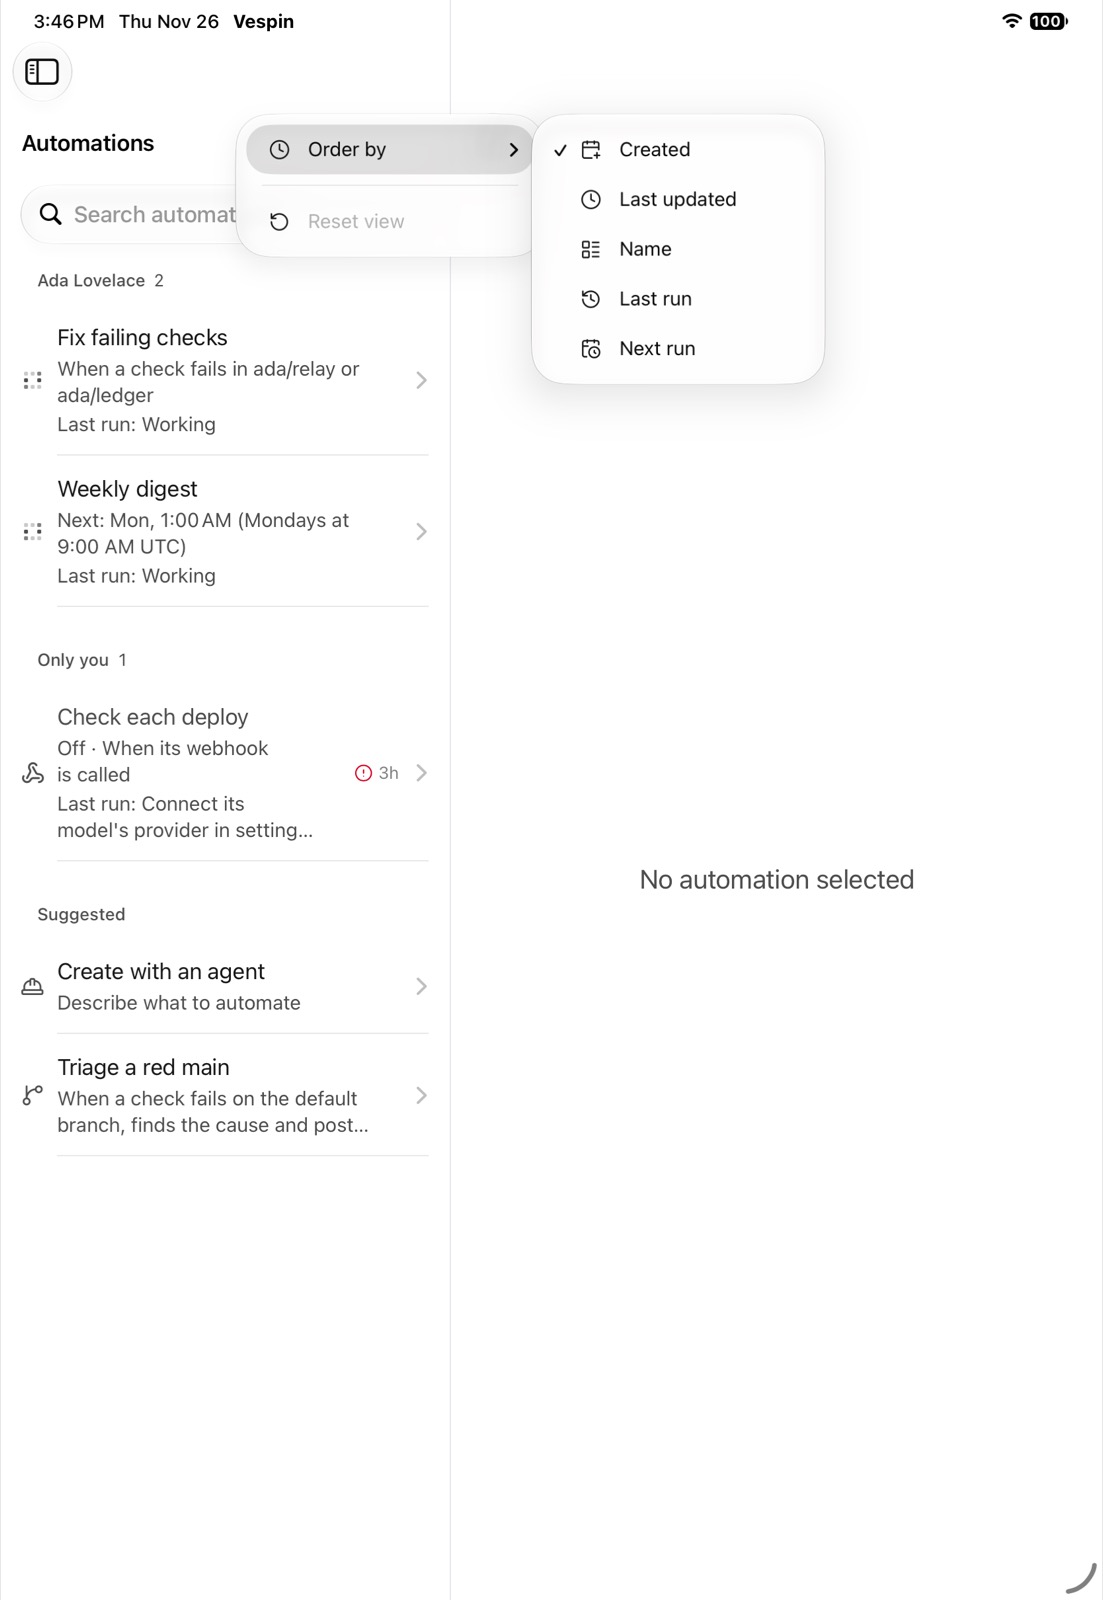 3:46 PM Thu Nov 26 Vespin
100
Automations
Order by
Reset view
Created
Last updated
Name
Last run
Next run
Search automat
Ada Lovelace 2
Fix failing checks
When a check fails in ada/relay or
ada/ledger
Last run: Working
Weekly digest
Next: Mon, 1:00 AM (Mondays at
9:00 AM UTC)
Last run: Working
Only you 1
Check each deploy
Off · When its webhook
is called
3h
Last run: Connect its
model's provider in setting...
Suggested
Create with an agent
Describe what to automate
Triage a red main
When a check fails on the default
branch, finds the cause and post...
No automation selected